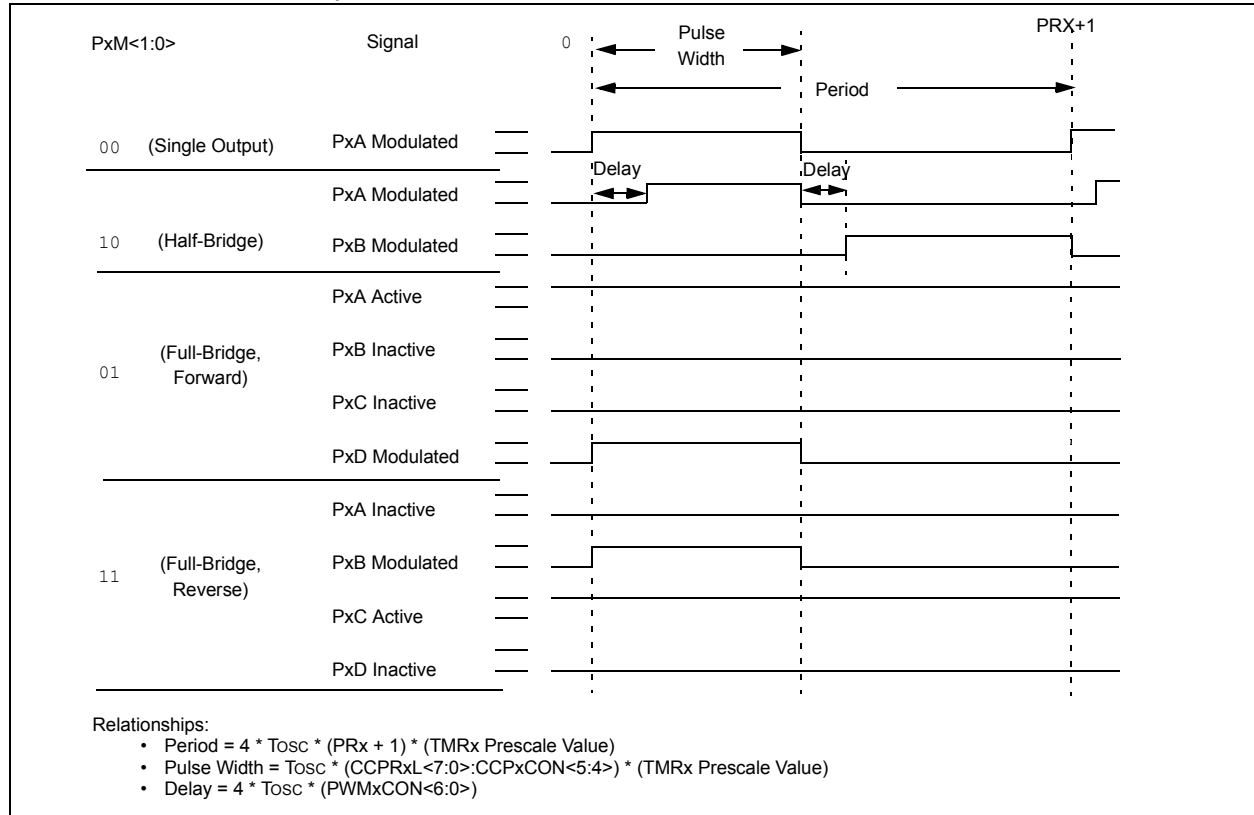 PxM<1:0>
Signal
0
Pulse
Width
PRX+1
Period
00
(Single Output)
PxA Modulated
Delay
Delay
PxA Modulated
10
(Half-Bridge)
PxB Modulated
PxA Active
01
(Full-Bridge,
Forward)
PxB Inactive
PxC Inactive
PxD Modulated
PxA Inactive
11
(Full-Bridge,
Reverse)
PxB Modulated
PxC Active
PxD Inactive
Relationships:
• Period = 4 * Tosc * (PRx + 1) * (TMRx Prescale Value)
• Pulse Width = Tosc * (CCPRxL<7:0>:CCPxCON<5:4>) * (TMRx Prescale Value)
• Delay = 4 * Tosc * (PWMxCON<6:0>)